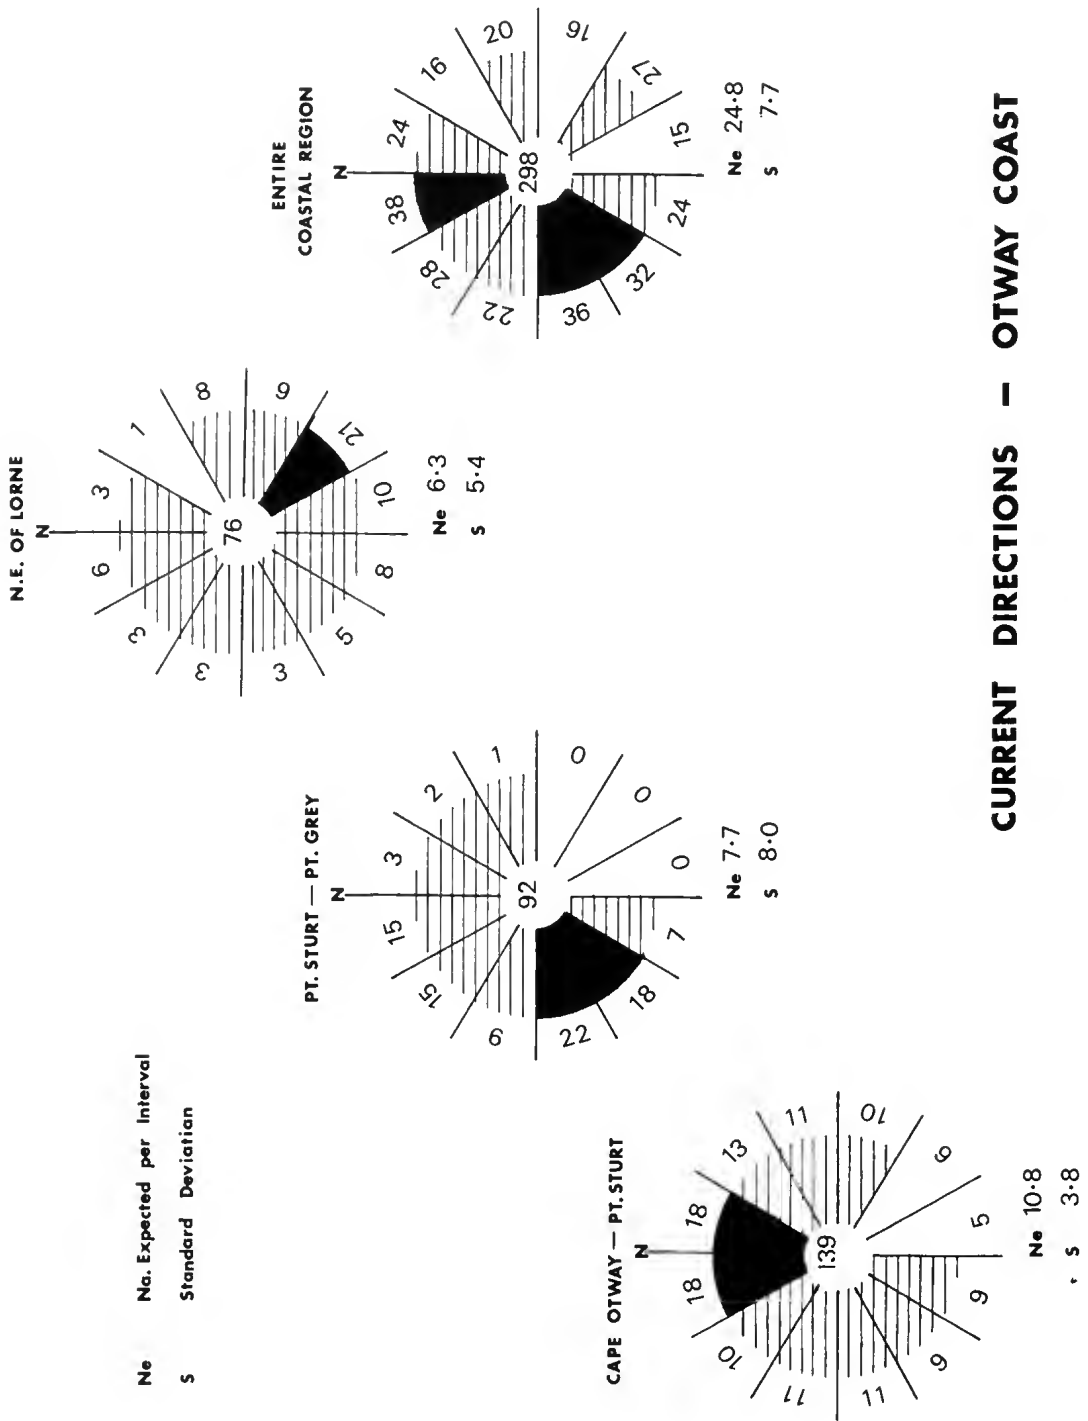 Ne Na. Expected per Interval
S Standard Deviatian
CAPE OTWAY — PT. STURT
N
18
13
11
10
6
5
9
9
11
11
10
18
139
Ne 10·8
S 3·8
PT. STURT — PT. GREY
N
3
2
1
0
0
0
7
18
22
9
15
15
92
Ne 7·7
S 8·0
N.E. OF LORNE
N
3
1
8
6
21
10
8
5
3
3
3
6
76
Ne 6·3
S 5·4
ENTIRE
COASTAL REGION
N
24
16
20
16
27
15
24
32
36
22
28
38
298
Ne 24·8
S 7·7
CURRENT DIRECTIONS — OTWAY COAST